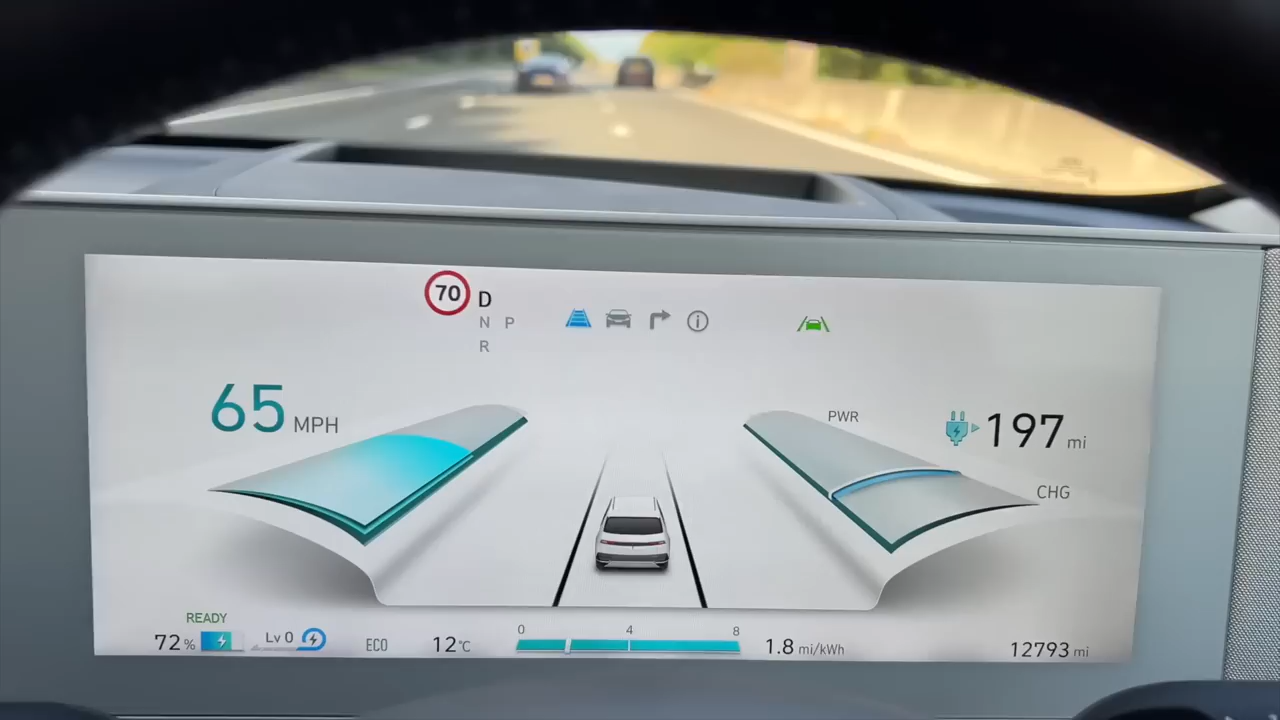 70 D
N P
R
65 MPH
PWR
197 mi
CHG
READY
72% Lv 0 ECO 12°C
0 4 8
1.8 mi/kWh
12793 mi